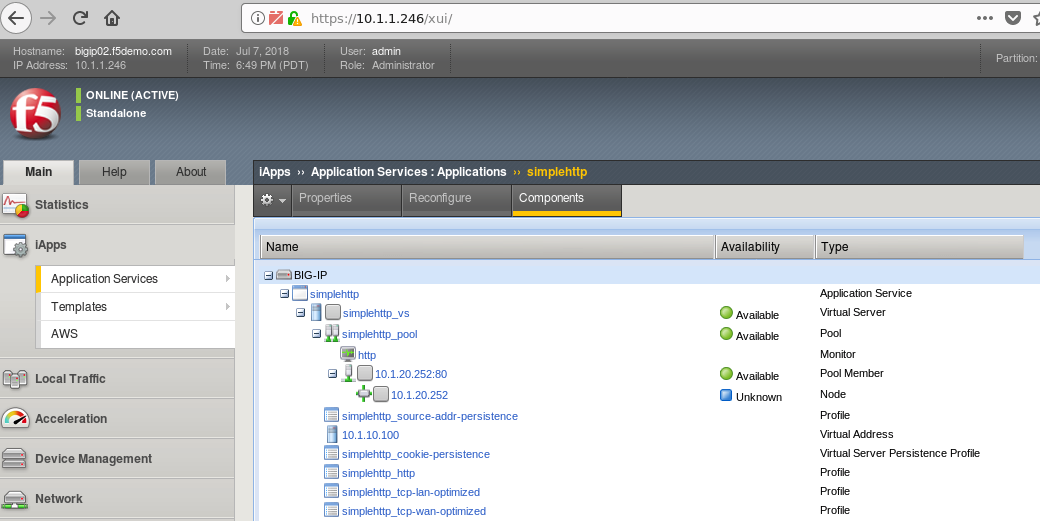 https://10.1.1.246/xui/
Hostname: bigip02.f5demo.com Date: Jul 7, 2018 User: admin
IP Address: 10.1.1.246 Time: 6:49 PM (PDT) Role: Administrator
Partition:
f5
ONLINE (ACTIVE)
Standalone
Main Help About
iApps ›› Application Services : Applications ›› simplehttp
Properties Reconfigure Components
Statistics
iApps
Application Services
Templates
AWS
Local Traffic
Acceleration
Device Management
Network
Name Availability Type
BIG-IP
simplehttp Application Service
simplehttp_vs Available Virtual Server
simplehttp_pool Available Pool
http Monitor
10.1.20.252:80 Available Pool Member
10.1.20.252 Unknown Node
simplehttp_source-addr-persistence Profile
10.1.10.100 Virtual Address
simplehttp_cookie-persistence Virtual Server Persistence Profile
simplehttp_http Profile
simplehttp_tcp-lan-optimized Profile
simplehttp_tcp-wan-optimized Profile